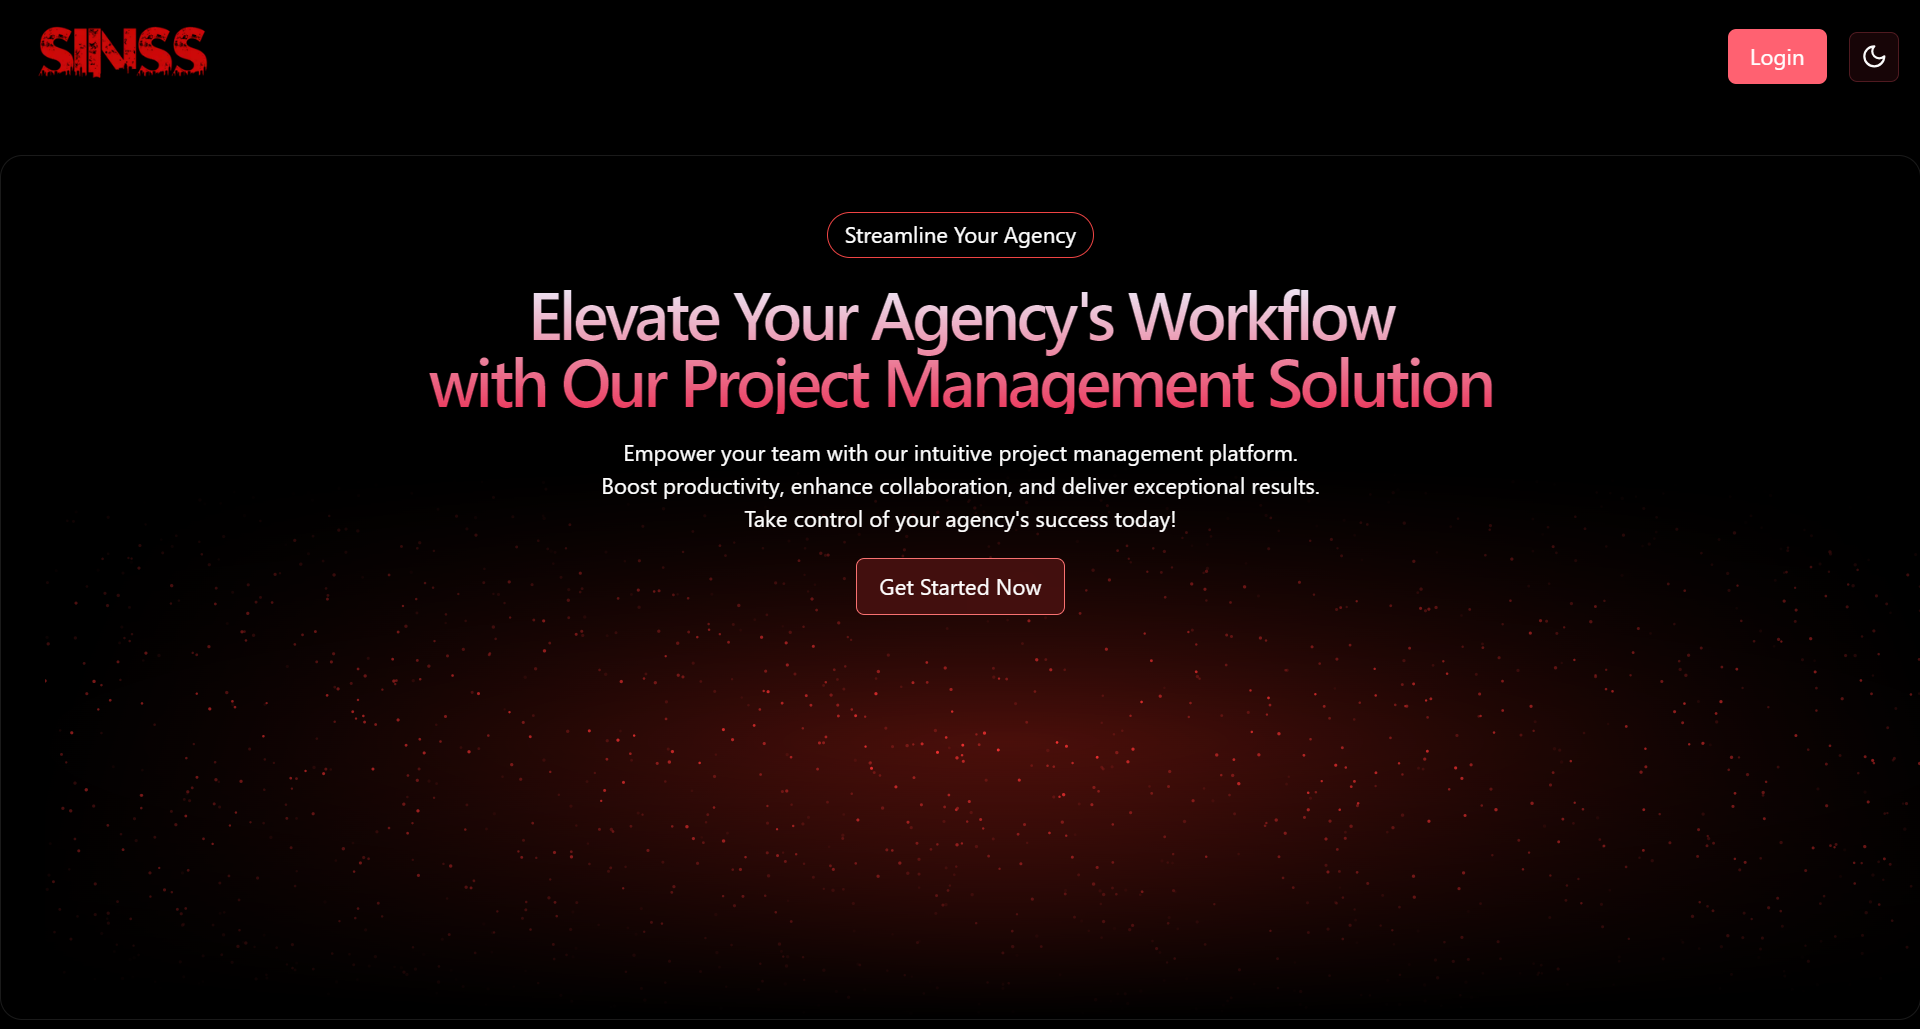 SINSS
Login
Streamline Your Agency
Elevate Your Agency's Workflow
with Our Project Management Solution
Empower your team with our intuitive project management platform.
Boost productivity, enhance collaboration, and deliver exceptional results.
Take control of your agency's success today!
Get Started Now